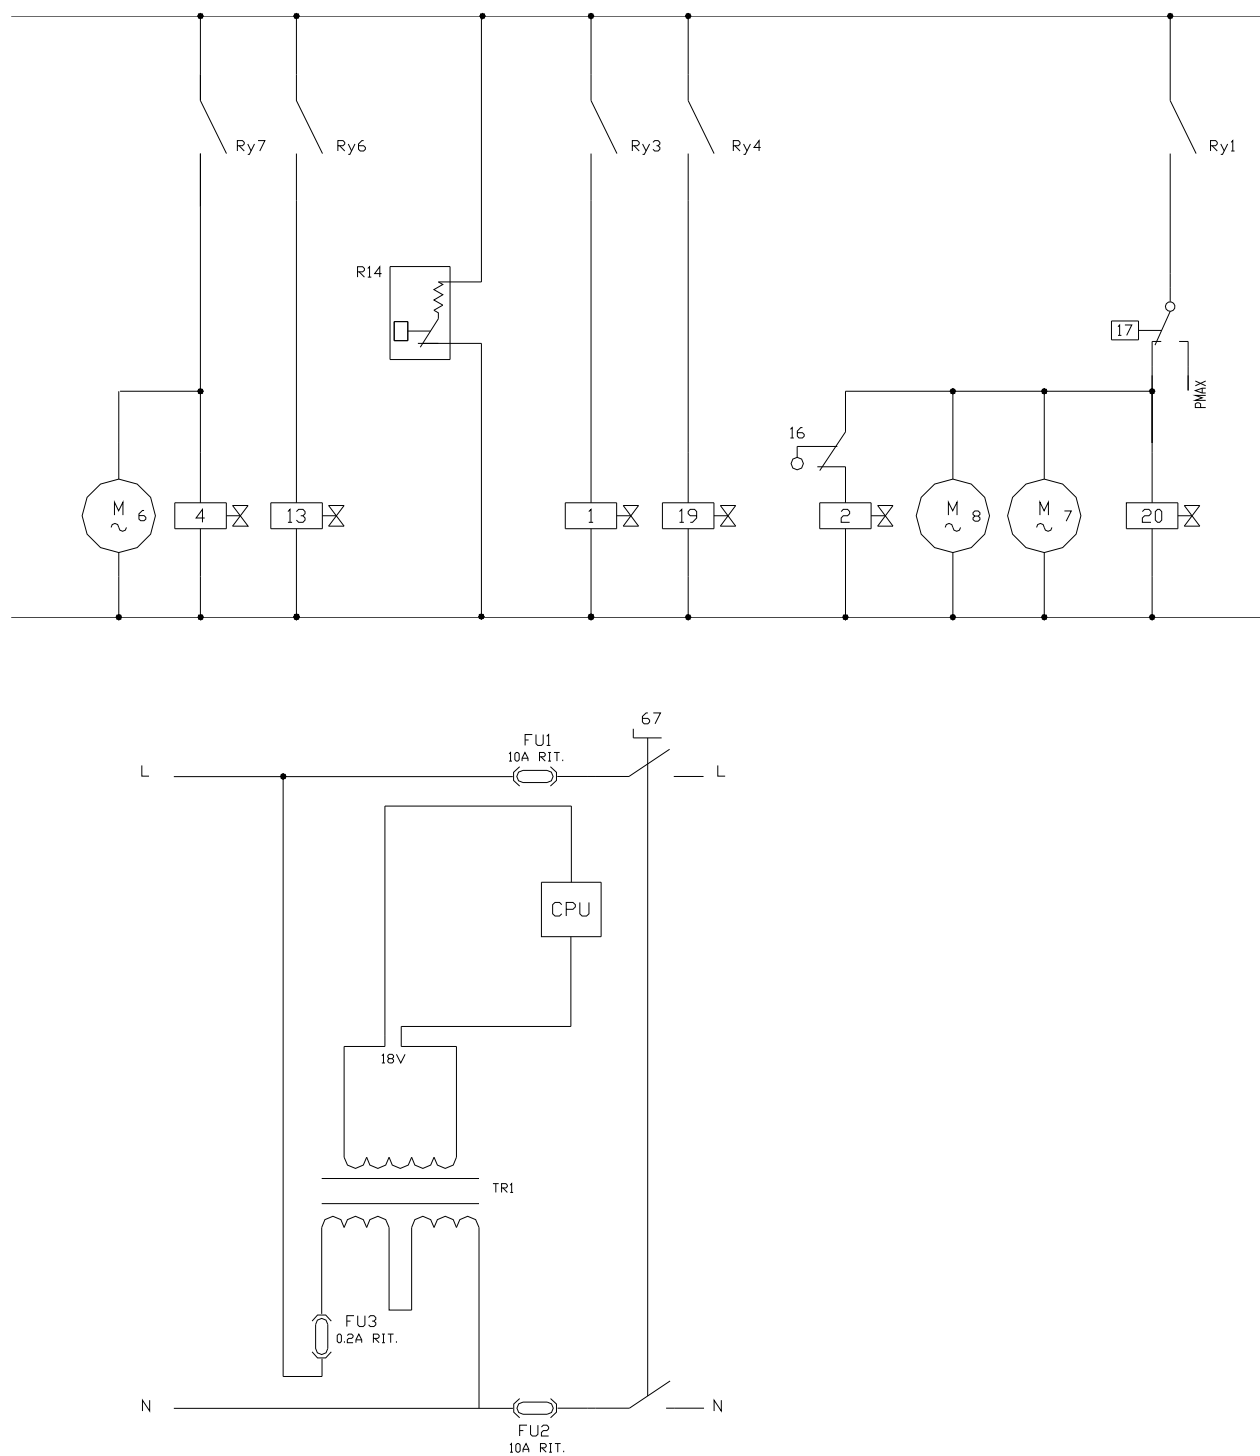 Ry7
Ry6
Ry3
Ry4
Ry1
R14
17
PMAX
16
M 6
4
13
1
19
2
M 8
M 7
20
67
FU1
10A RIT.
L
L
CPU
18V
TR1
FU3
0.2A RIT.
N
N
FU2
10A RIT.